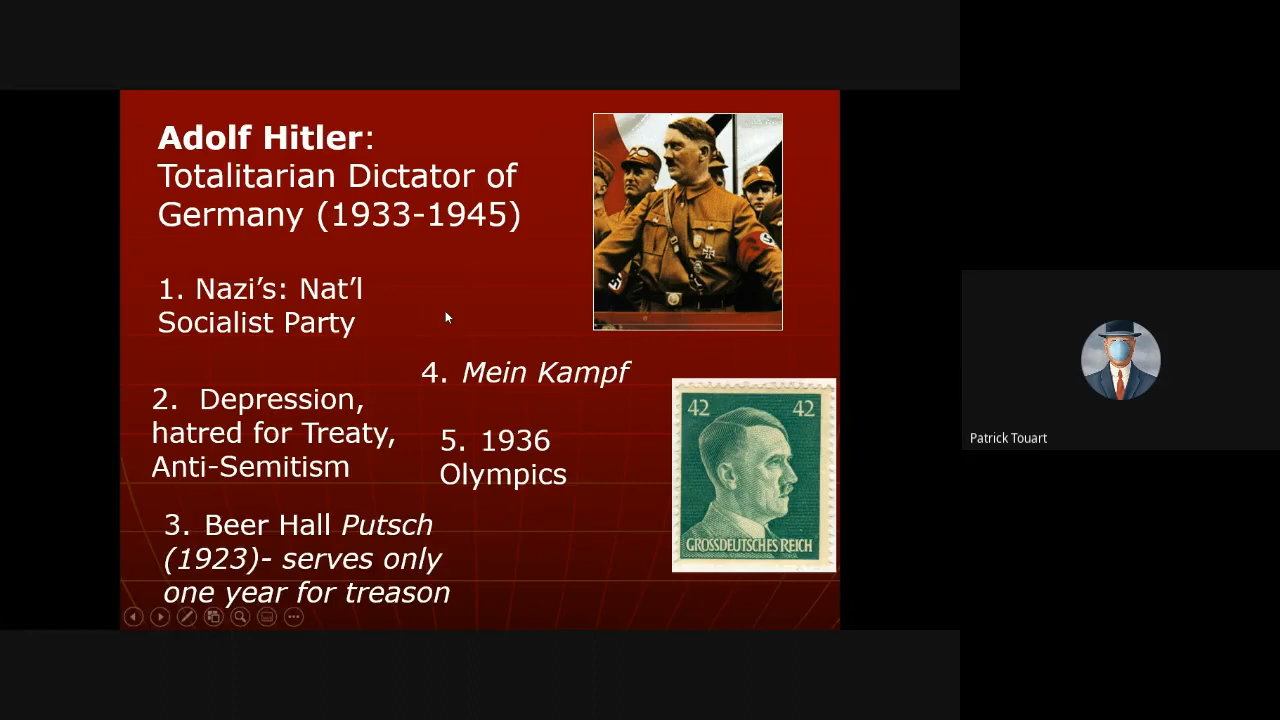 Adolf Hitler:
Totalitarian Dictator of
Germany (1933-1945)
1. Nazi’s: Nat’l
Socialist Party
2. Depression,
hatred for Treaty,
Anti-Semitism
3. Beer Hall Putsch
(1923)- serves only
one year for treason
4. Mein Kampf
5. 1936
Olympics
42 42
GROSSDEUTSCHES REICH
Patrick Touart